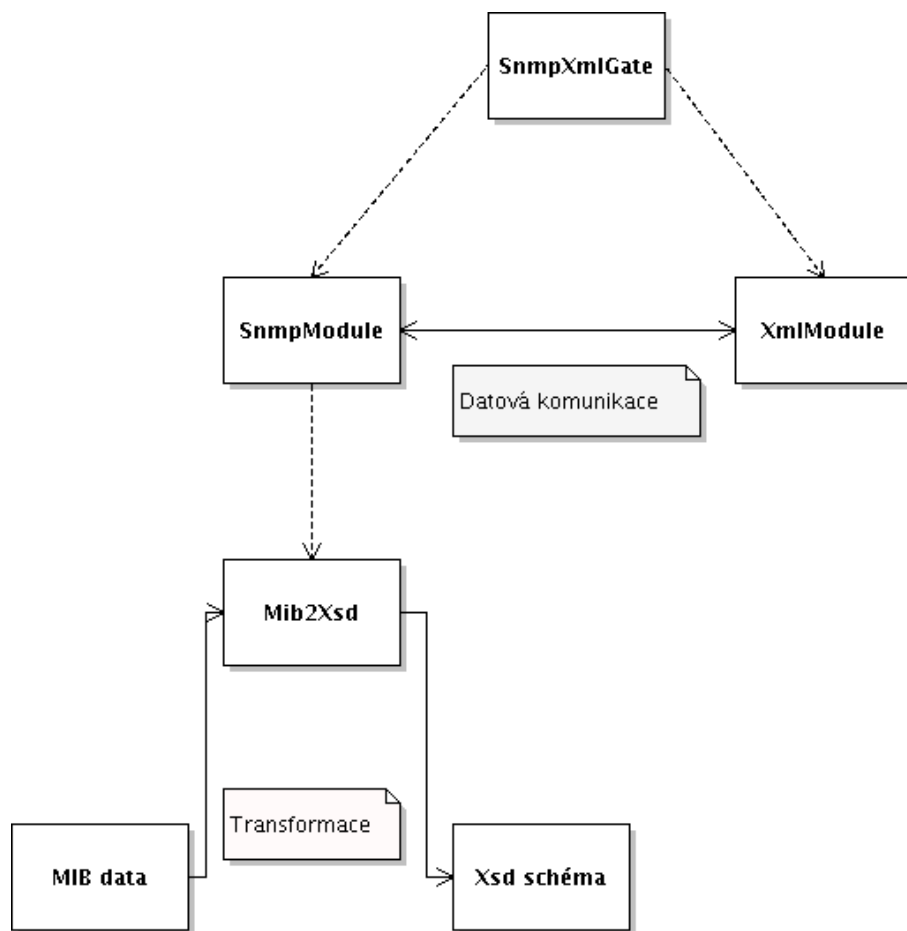 SnmpXmlGate
SnmpModule
XmlModule
Datová komunikace
Mib2Xsd
Transformace
MIB data
Xsd schéma